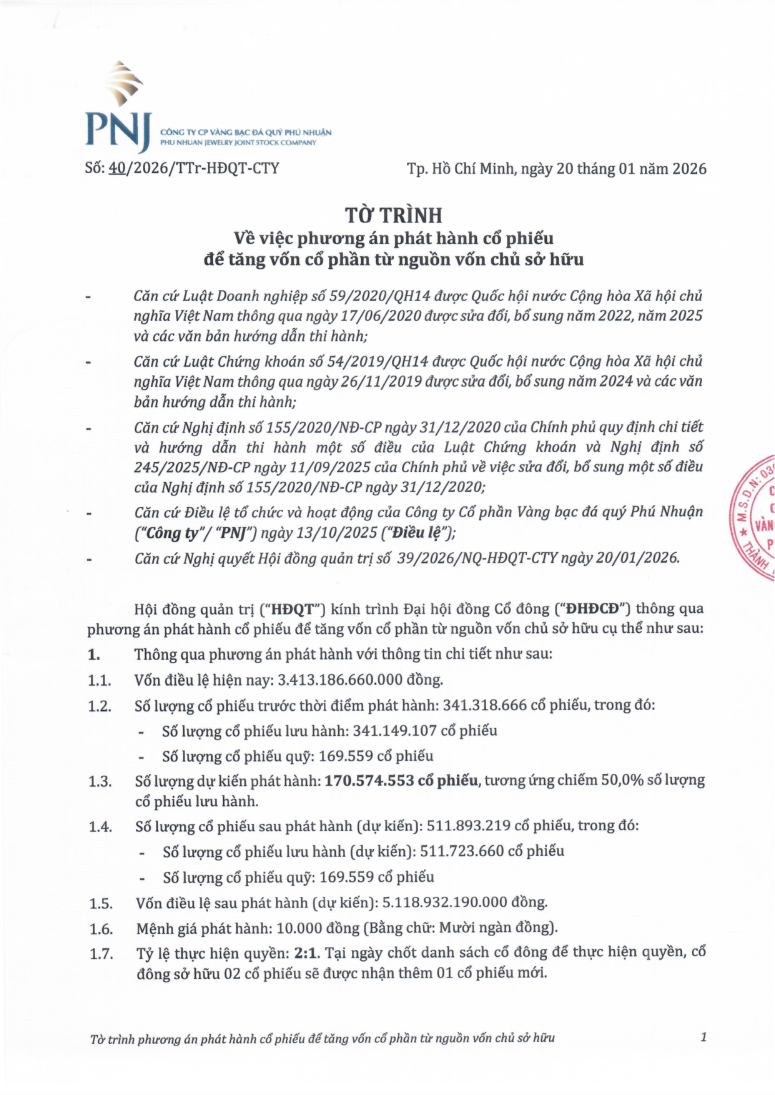 PNJ
CÔNG TY CP VÀNG BẠC ĐÁ QUÝ PHÚ NHUẬN
PHU NHUAN JEWELRY JOINT STOCK COMPANY
Số: 40/2026/TTr-HĐQT-CTY
Tp. Hồ Chí Minh, ngày 20 tháng 01 năm 2026
TỜ TRÌNH
Về việc phương án phát hành cổ phiếu
để tăng vốn cổ phần từ nguồn vốn chủ sở hữu
- Căn cứ Luật Doanh nghiệp số 59/2020/QH14 được Quốc hội nước Cộng hòa Xã hội chủ
nghĩa Việt Nam thông qua ngày 17/06/2020 được sửa đổi, bổ sung năm 2022, năm 2025
và các văn bản hướng dẫn thi hành;
- Căn cứ Luật Chứng khoán số 54/2019/QH14 được Quốc hội nước Cộng hòa Xã hội chủ
nghĩa Việt Nam thông qua ngày 26/11/2019 được sửa đổi, bổ sung năm 2024 và các văn
bản hướng dẫn thi hành;
- Căn cứ Nghị định số 155/2020/NĐ-CP ngày 31/12/2020 của Chính phủ quy định chi tiết
và hướng dẫn thi hành một số điều của Luật Chứng khoán và Nghị định số
245/2025/NĐ-CP ngày 11/09/2025 của Chính phủ về việc sửa đổi, bổ sung một số điều
của Nghị định số 155/2020/NĐ-CP ngày 31/12/2020;
- Căn cứ Điều lệ tổ chức và hoạt động của Công ty Cổ phần Vàng bạc đá quý Phú Nhuận
("Công ty"/ "PNJ") ngày 13/10/2025 ("Điều lệ");
- Căn cứ Nghị quyết Hội đồng quản trị số 39/2026/NQ-HĐQT-CTY ngày 20/01/2026.
Hội đồng quản trị ("HĐQT") kính trình Đại hội đồng Cổ đông ("ĐHĐCĐ") thông qua
phương án phát hành cổ phiếu để tăng vốn cổ phần từ nguồn vốn chủ sở hữu cụ thể như sau:
1. Thông qua phương án phát hành với thông tin chi tiết như sau:
1.1. Vốn điều lệ hiện nay: 3.413.186.660.000 đồng.
1.2. Số lượng cổ phiếu trước thời điểm phát hành: 341.318.666 cổ phiếu, trong đó:
- Số lượng cổ phiếu lưu hành: 341.149.107 cổ phiếu
- Số lượng cổ phiếu quỹ: 169.559 cổ phiếu
1.3. Số lượng dự kiến phát hành: 170.574.553 cổ phiếu, tương ứng chiếm 50,0% số lượng
cổ phiếu lưu hành.
1.4. Số lượng cổ phiếu sau phát hành (dự kiến): 511.893.219 cổ phiếu, trong đó:
- Số lượng cổ phiếu lưu hành (dự kiến): 511.723.660 cổ phiếu
- Số lượng cổ phiếu quỹ: 169.559 cổ phiếu
1.5. Vốn điều lệ sau phát hành (dự kiến): 5.118.932.190.000 đồng.
1.6. Mệnh giá phát hành: 10.000 đồng (Bằng chữ: Mười ngàn đồng).
1.7. Tỷ lệ thực hiện quyền: 2:1. Tại ngày chốt danh sách cổ đông để thực hiện quyền, cổ
đông sở hữu 02 cổ phiếu sẽ được nhận thêm 01 cổ phiếu mới.
M.S.D.N: 03
VÀN
THÀNH
Tờ trình phương án phát hành cổ phiếu để tăng vốn cổ phần từ nguồn vốn chủ sở hữu
1